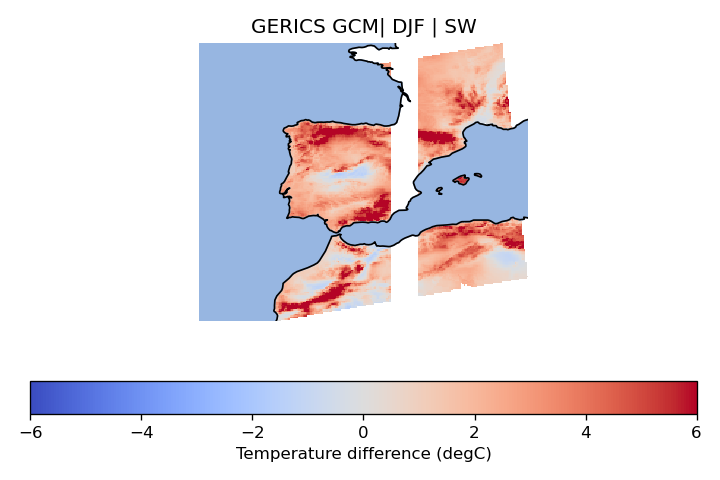 GERICS GCM| DJF | SW
−6 −4 −2 0 2 4 6
Temperature difference (degC)